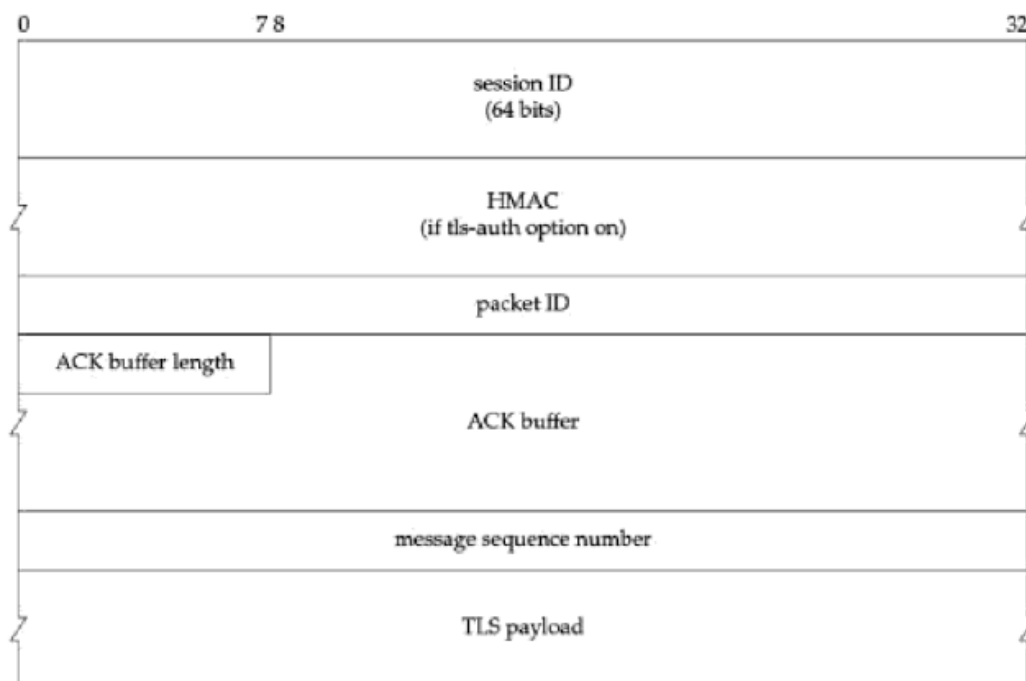 0 7 8 32
session ID
(64 bits)
HMAC
(if tls-auth option on)
packet ID
ACK buffer length
ACK buffer
message sequence number
TLS payload